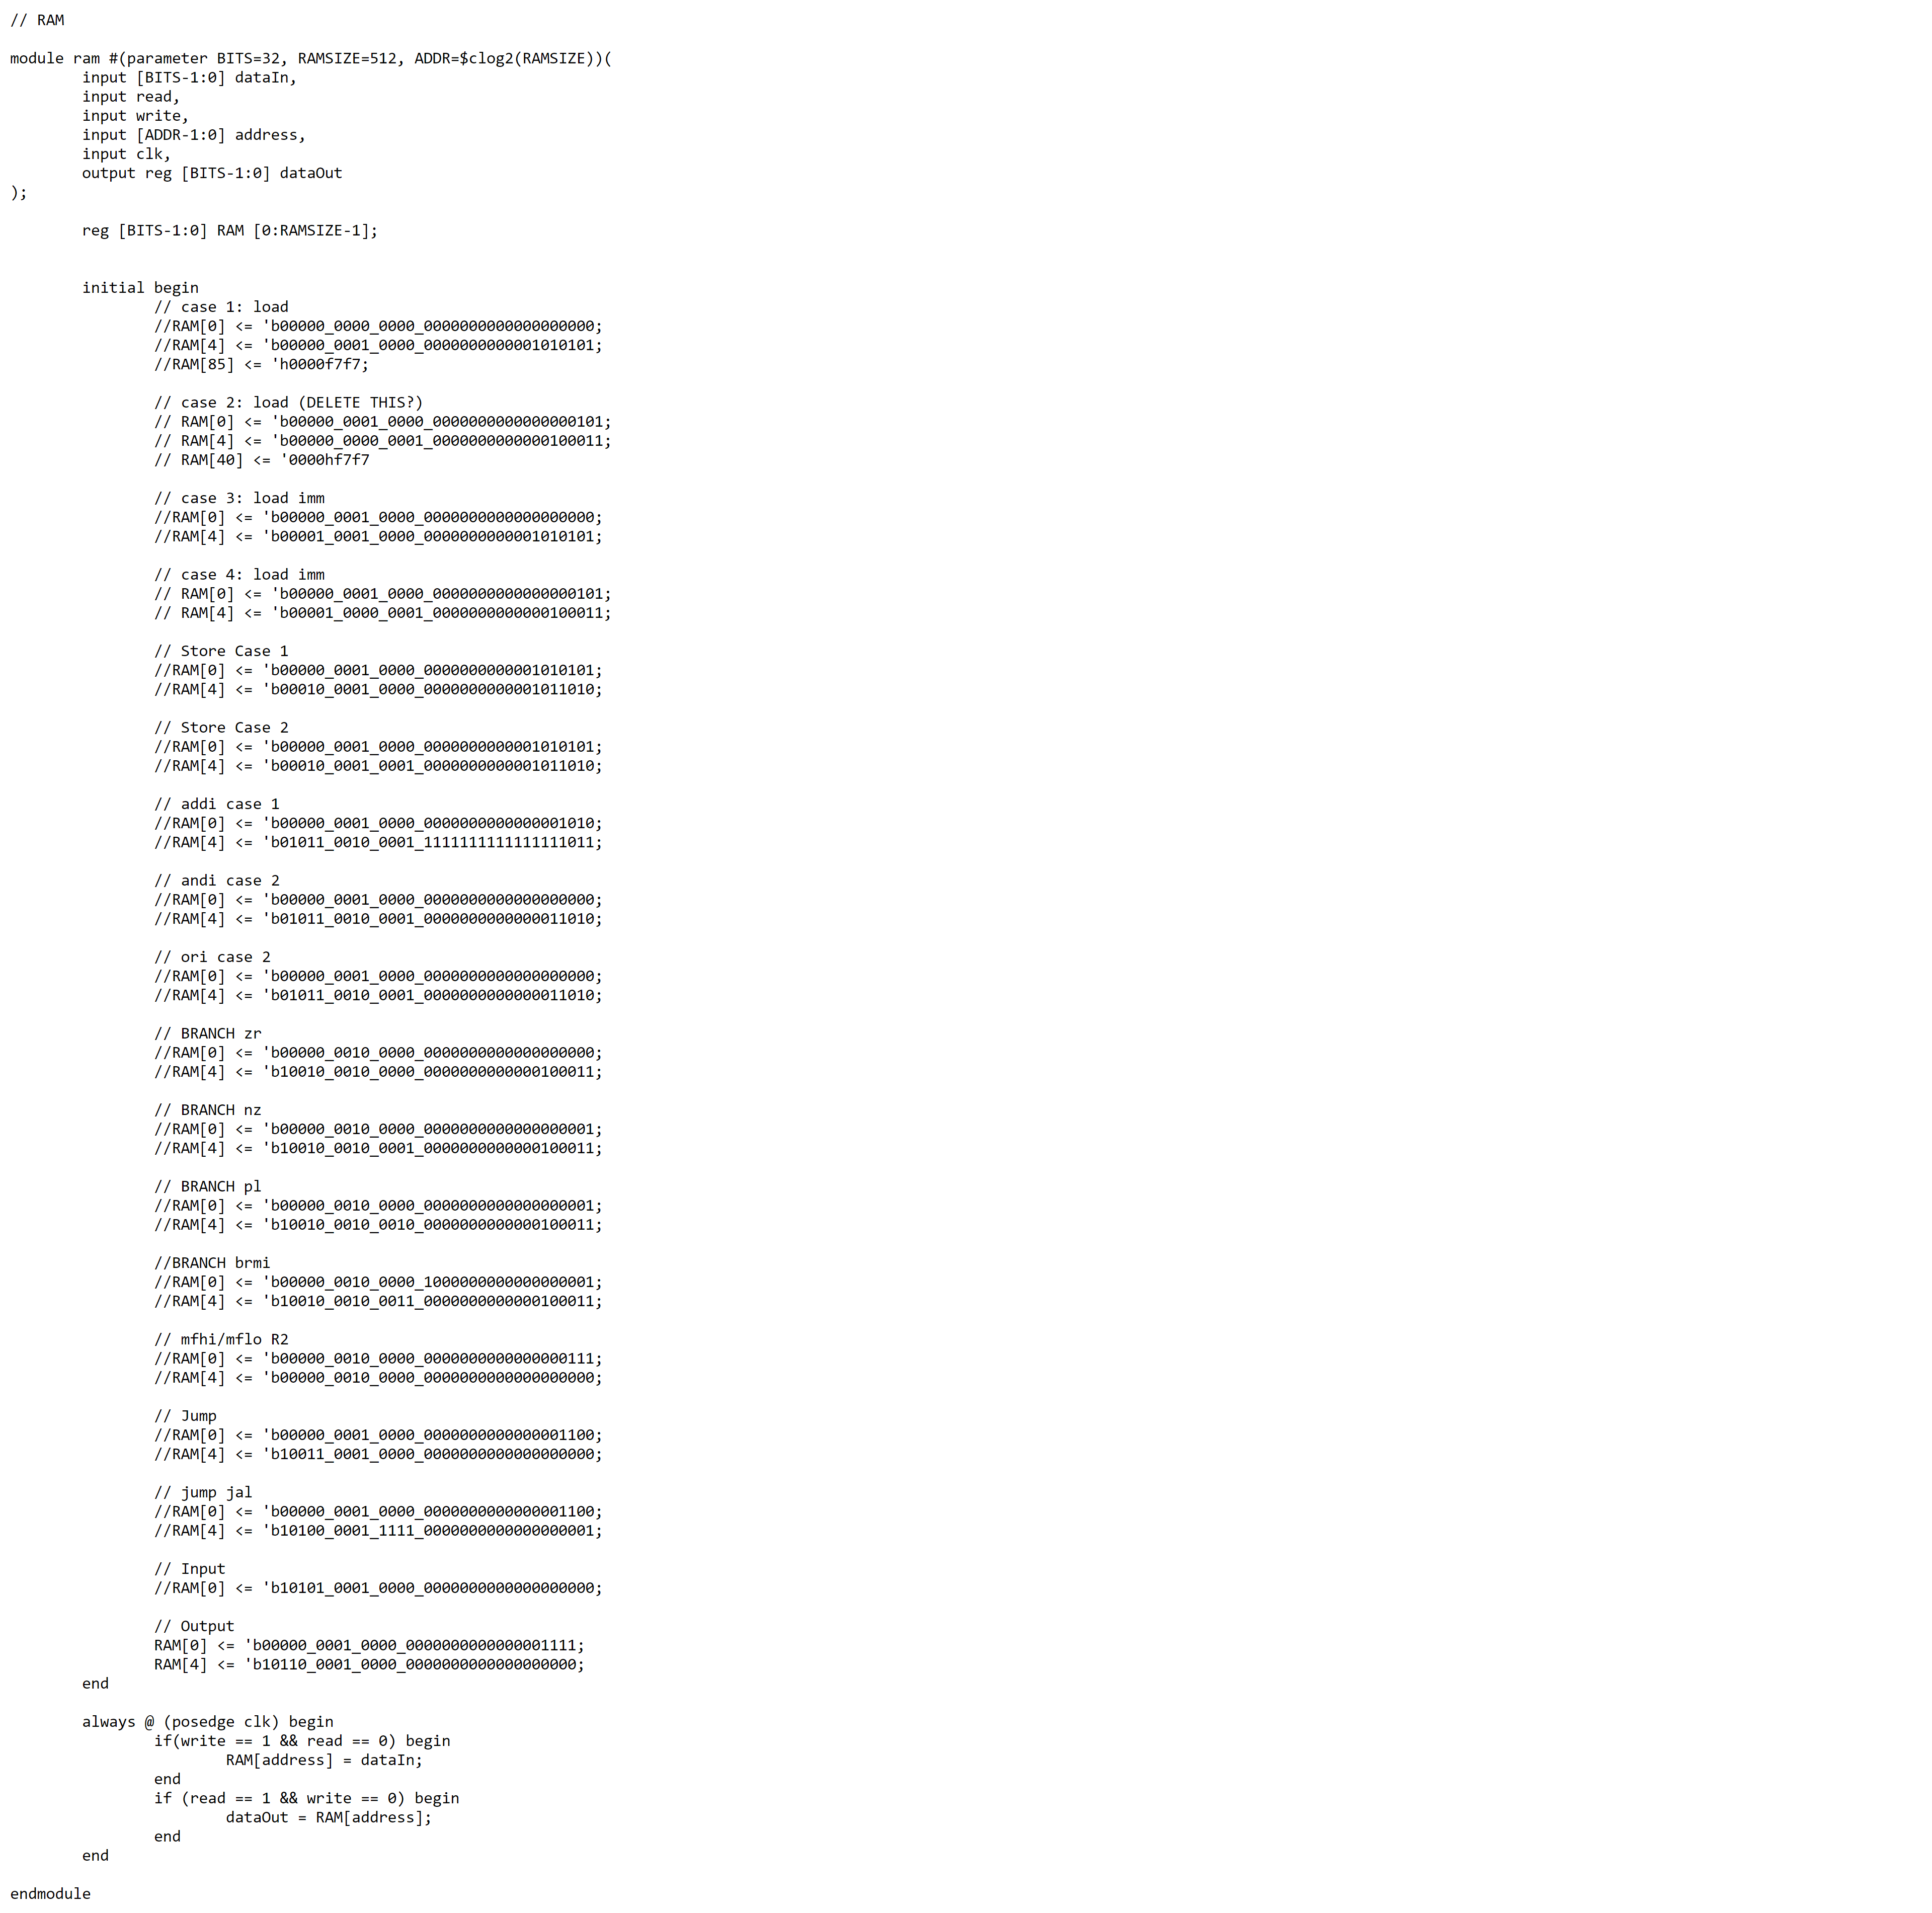 // RAM

module ram #(parameter BITS=32, RAMSIZE=512, ADDR=$clog2(RAMSIZE))(
        input [BITS-1:0] dataIn,
        input read,
        input write,
        input [ADDR-1:0] address,
        input clk,
        output reg [BITS-1:0] dataOut
);

        reg [BITS-1:0] RAM [0:RAMSIZE-1];


        initial begin
                // case 1: load
                //RAM[0] <= 'b00000_0000_0000_0000000000000000000;
                //RAM[4] <= 'b00000_0001_0000_0000000000001010101;
                //RAM[85] <= 'h0000f7f7;

                // case 2: load (DELETE THIS?)
                // RAM[0] <= 'b00000_0001_0000_0000000000000000101;
                // RAM[4] <= 'b00000_0000_0001_0000000000000100011;
                // RAM[40] <= '0000hf7f7

                // case 3: load imm
                //RAM[0] <= 'b00000_0001_0000_0000000000000000000;
                //RAM[4] <= 'b00001_0001_0000_0000000000001010101;

                // case 4: load imm
                // RAM[0] <= 'b00000_0001_0000_0000000000000000101;
                // RAM[4] <= 'b00001_0000_0001_0000000000000100011;

                // Store Case 1
                //RAM[0] <= 'b00000_0001_0000_0000000000001010101;
                //RAM[4] <= 'b00010_0001_0000_0000000000001011010;

                // Store Case 2
                //RAM[0] <= 'b00000_0001_0000_0000000000001010101;
                //RAM[4] <= 'b00010_0001_0001_0000000000001011010;

                // addi case 1
                //RAM[0] <= 'b00000_0001_0000_0000000000000001010;
                //RAM[4] <= 'b01011_0010_0001_1111111111111111011;

                // andi case 2
                //RAM[0] <= 'b00000_0001_0000_0000000000000000000;
                //RAM[4] <= 'b01011_0010_0001_0000000000000011010;

                // ori case 2
                //RAM[0] <= 'b00000_0001_0000_0000000000000000000;
                //RAM[4] <= 'b01011_0010_0001_0000000000000011010;

                // BRANCH zr
                //RAM[0] <= 'b00000_0010_0000_0000000000000000000;
                //RAM[4] <= 'b10010_0010_0000_0000000000000100011;

                // BRANCH nz
                //RAM[0] <= 'b00000_0010_0000_0000000000000000001;
                //RAM[4] <= 'b10010_0010_0001_0000000000000100011;

                // BRANCH pl
                //RAM[0] <= 'b00000_0010_0000_0000000000000000001;
                //RAM[4] <= 'b10010_0010_0010_0000000000000100011;

                //BRANCH brmi
                //RAM[0] <= 'b00000_0010_0000_1000000000000000001;
                //RAM[4] <= 'b10010_0010_0011_0000000000000100011;

                // mfhi/mflo R2
                //RAM[0] <= 'b00000_0010_0000_0000000000000000111;
                //RAM[4] <= 'b00000_0010_0000_0000000000000000000;

                // Jump
                //RAM[0] <= 'b00000_0001_0000_0000000000000001100;
                //RAM[4] <= 'b10011_0001_0000_0000000000000000000;

                // jump jal
                //RAM[0] <= 'b00000_0001_0000_0000000000000001100;
                //RAM[4] <= 'b10100_0001_1111_0000000000000000001;

                // Input
                //RAM[0] <= 'b10101_0001_0000_0000000000000000000;

                // Output
                RAM[0] <= 'b00000_0001_0000_0000000000000001111;
                RAM[4] <= 'b10110_0001_0000_0000000000000000000;
        end

        always @ (posedge clk) begin
                if(write == 1 && read == 0) begin
                        RAM[address] = dataIn;
                end
                if (read == 1 && write == 0) begin
                        dataOut = RAM[address];
                end
        end

endmodule